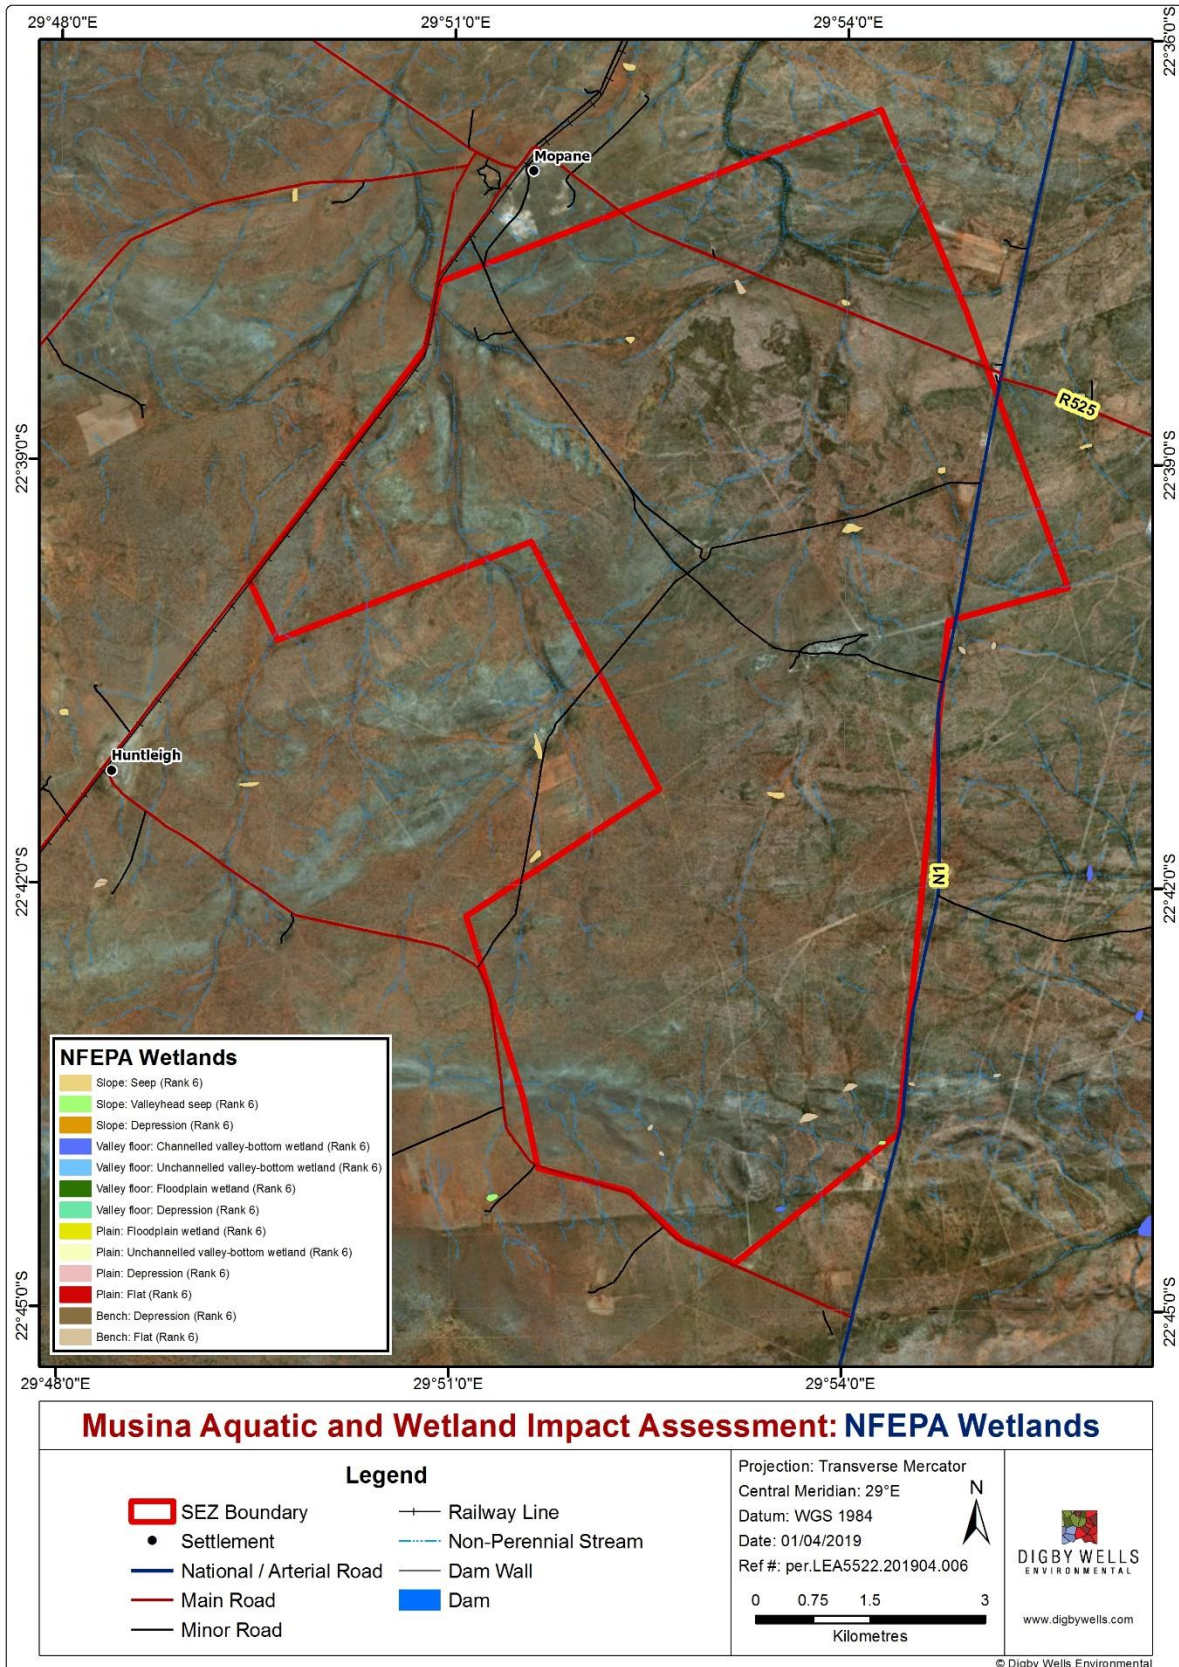 29°48'0"E
29°51'0"E
29°54'0"E
22°36'0"S
Mopane
R525
22°39'0"S
22°39'0"S
Huntleigh
N1
22°42'0"S
22°42'0"S
NFEPA Wetlands
Slope: Seep (Rank 6)
Slope: Valleyhead seep (Rank 6)
Slope: Depression (Rank 6)
Valley floor: Channelled valley-bottom wetland (Rank 6)
Valley floor: Unchannelled valley-bottom wetland (Rank 6)
Valley floor: Floodplain wetland (Rank 6)
Valley floor: Depression (Rank 6)
Plain: Floodplain wetland (Rank 6)
Plain: Unchannelled valley-bottom wetland (Rank 6)
Plain: Depression (Rank 6)
Plain: Flat (Rank 6)
Bench: Depression (Rank 6)
Bench: Flat (Rank 6)
22°45'0"S
22°45'0"S
29°48'0"E
29°51'0"E
29°54'0"E
Musina Aquatic and Wetland Impact Assessment: NFEPA Wetlands
Legend
SEZ Boundary
Settlement
National / Arterial Road
Main Road
Minor Road
Railway Line
Non-Perennial Stream
Dam Wall
Dam
Projection: Transverse Mercator
Central Meridian: 29°E
Datum: WGS 1984
Date: 01/04/2019
Ref #: per.LEA5522.201904.006
N
0 0.75 1.5 3
Kilometres
DIGBY WELLS
ENVIRONMENTAL
www.digbywells.com
© Digby Wells Environmental